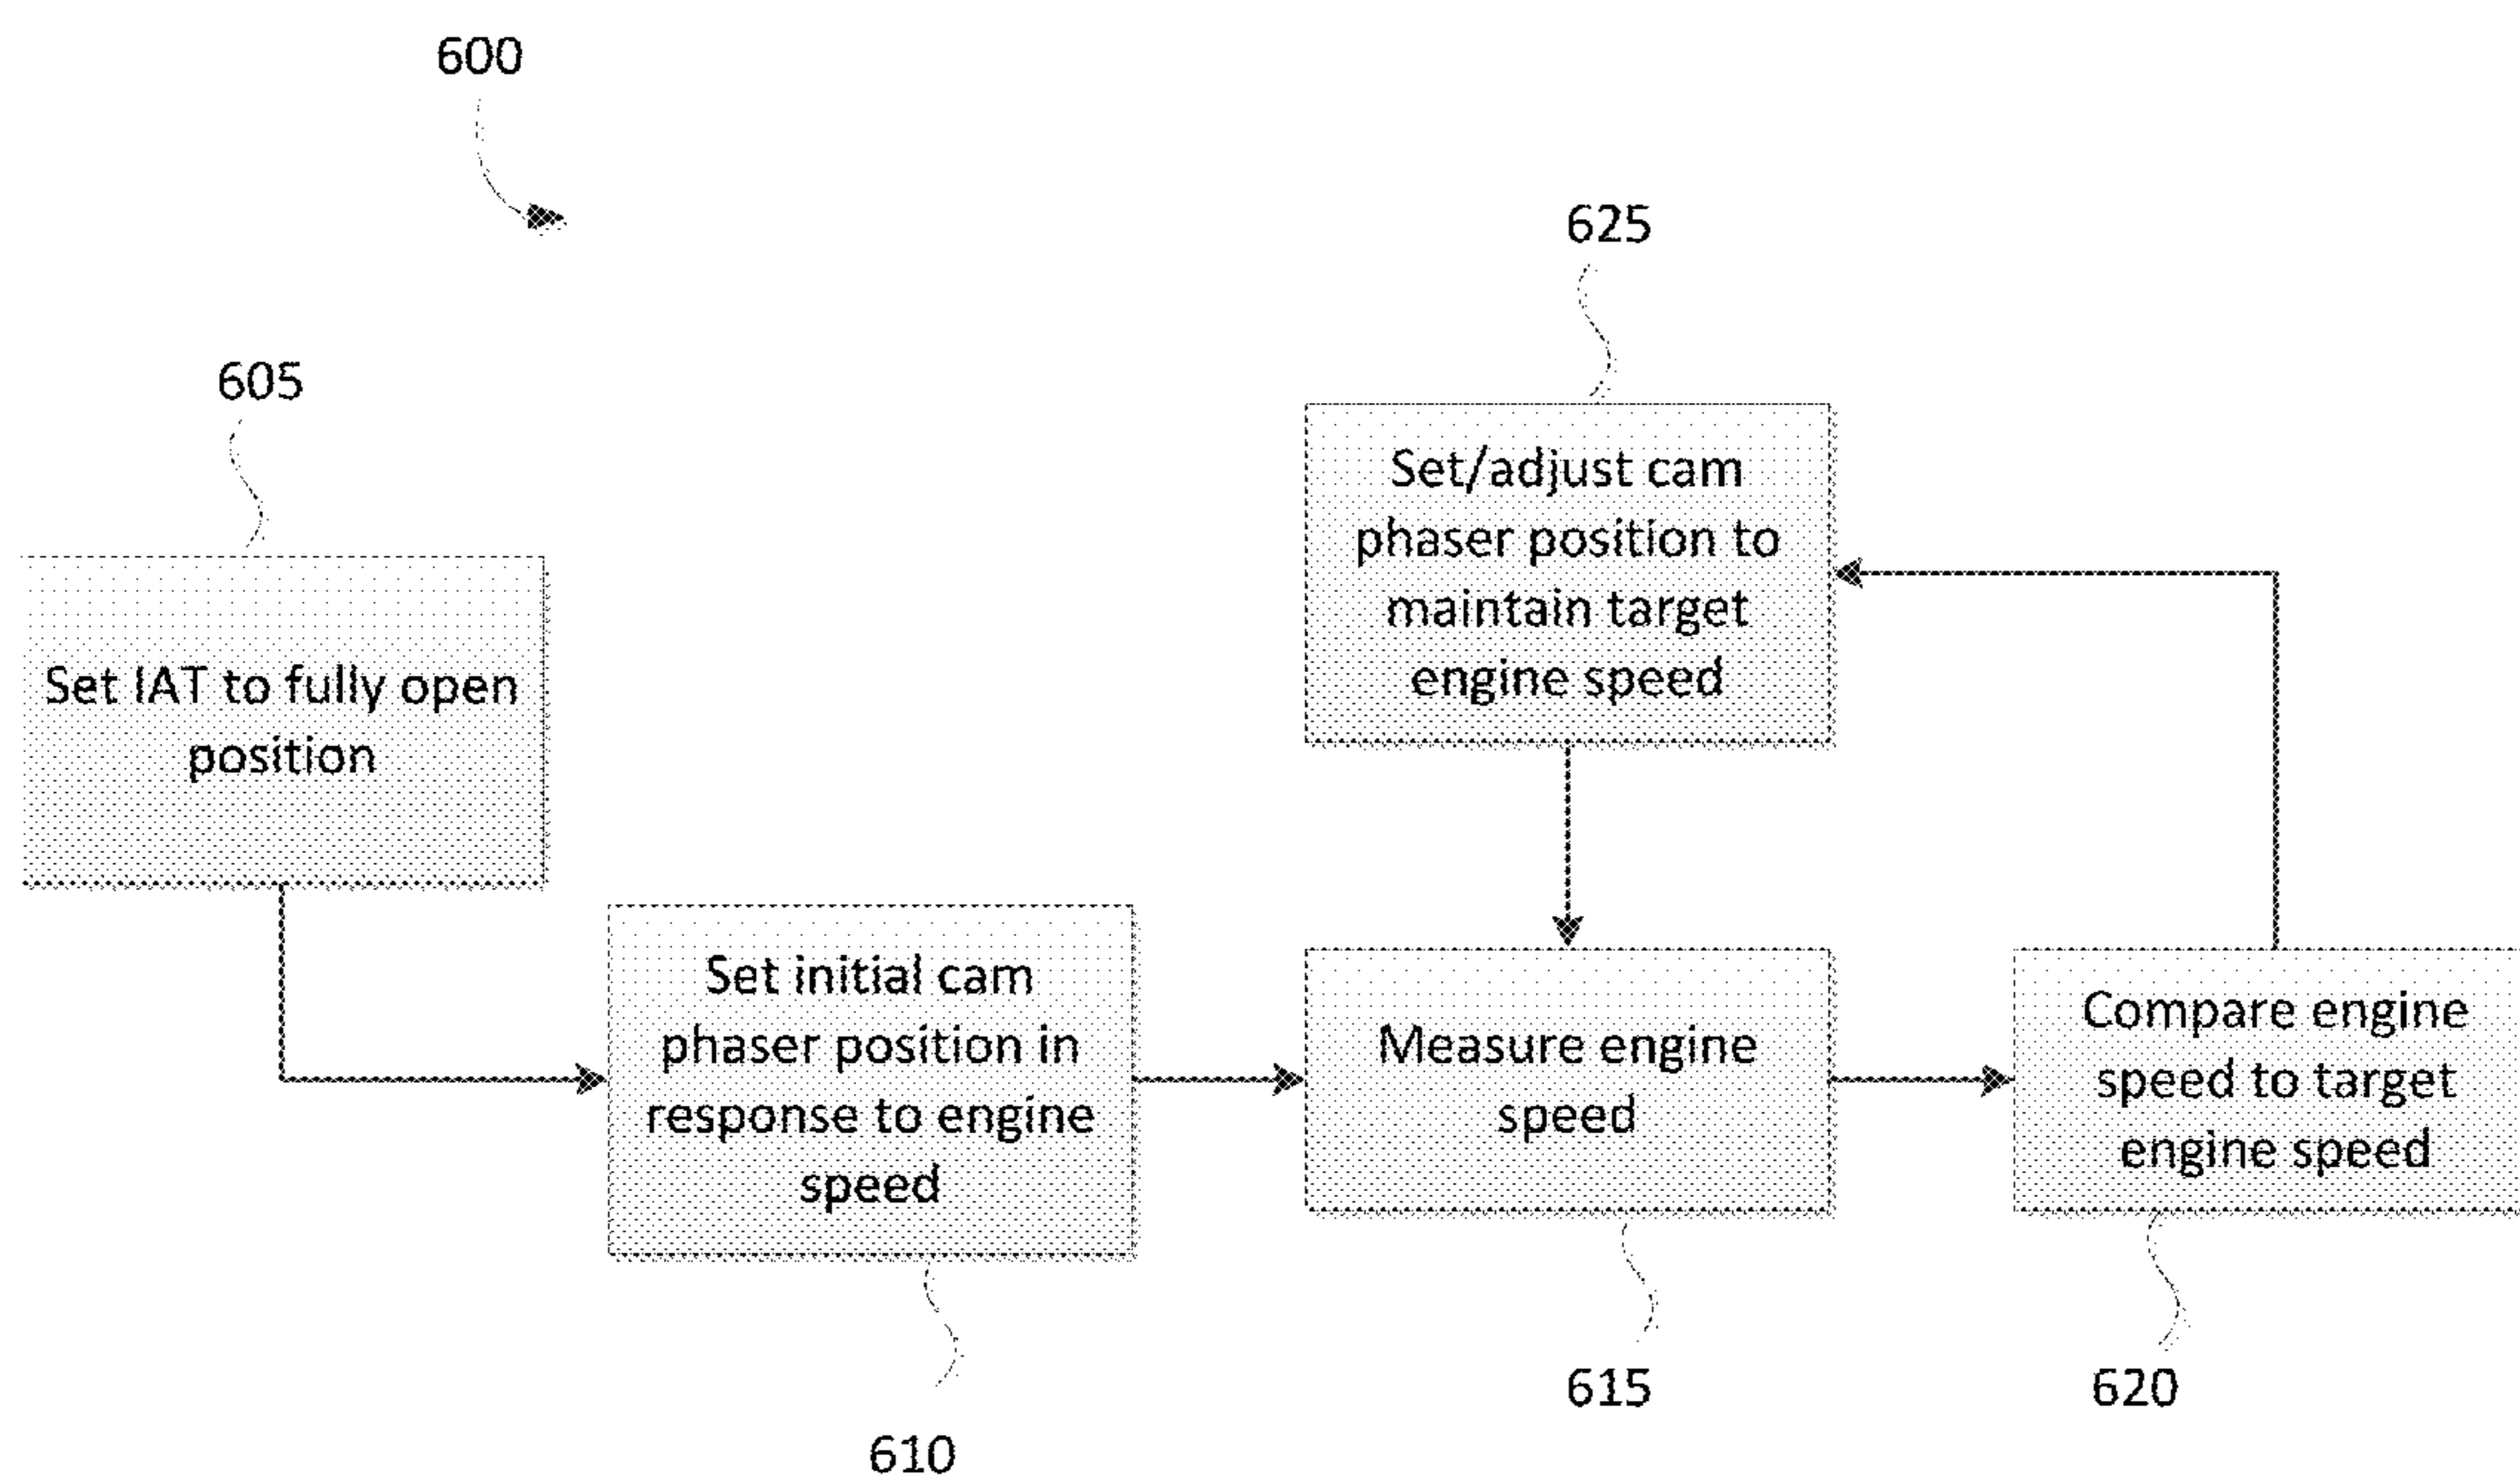 600
625
605
Set/adjust cam
phaser position to
maintain target
engine speed
Set IAT to fully open
position
Set initial cam
phaser position in
response to engine
speed
Measure engine
speed
Compare engine
speed to target
engine speed
615
620
610